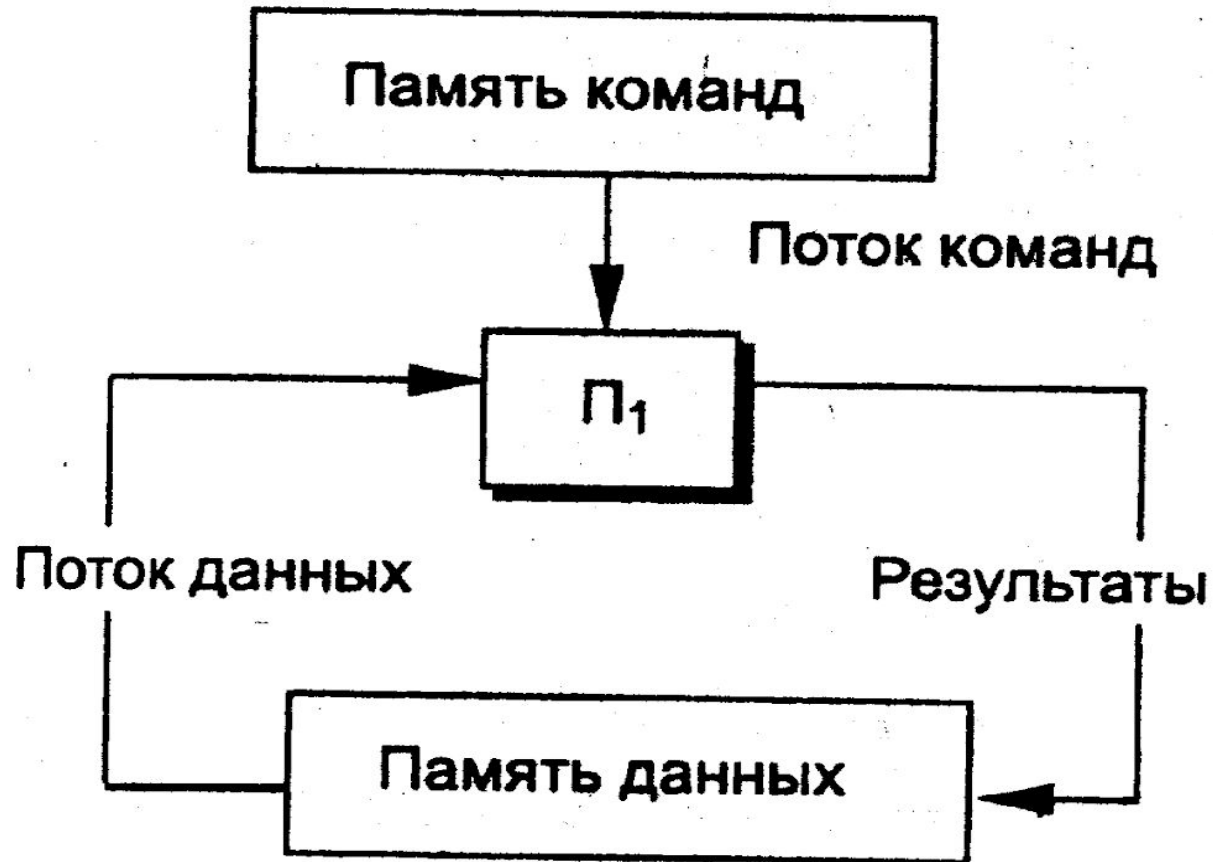 Память команд
Поток команд
П₁
Поток данных
Результаты
Память данных